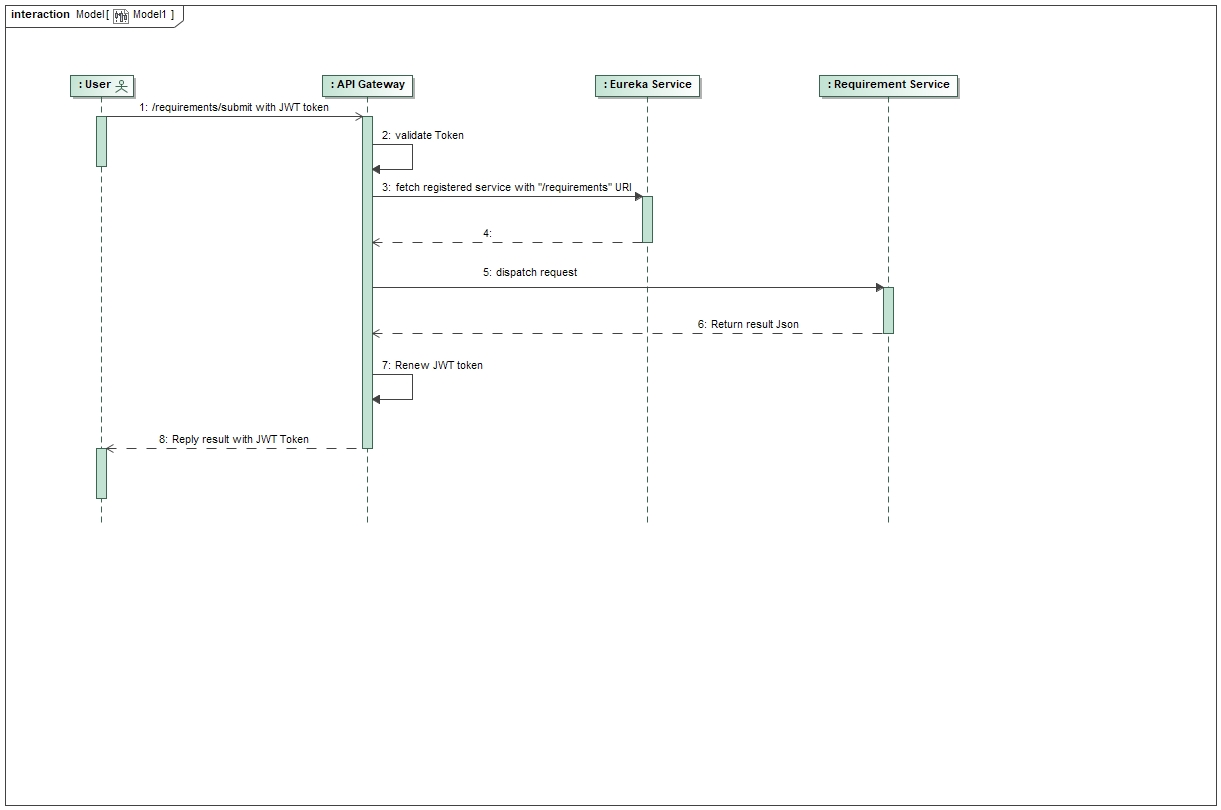 interaction Model[ Model1 ]
: User
: API Gateway
: Eureka Service
: Requirement Service
1: /requirements/submit with JWT token
2: validate Token
3: fetch registered service with "/requirements" URI
4:
5: dispatch request
6: Return result Json
7: Renew JWT token
8: Reply result with JWT Token